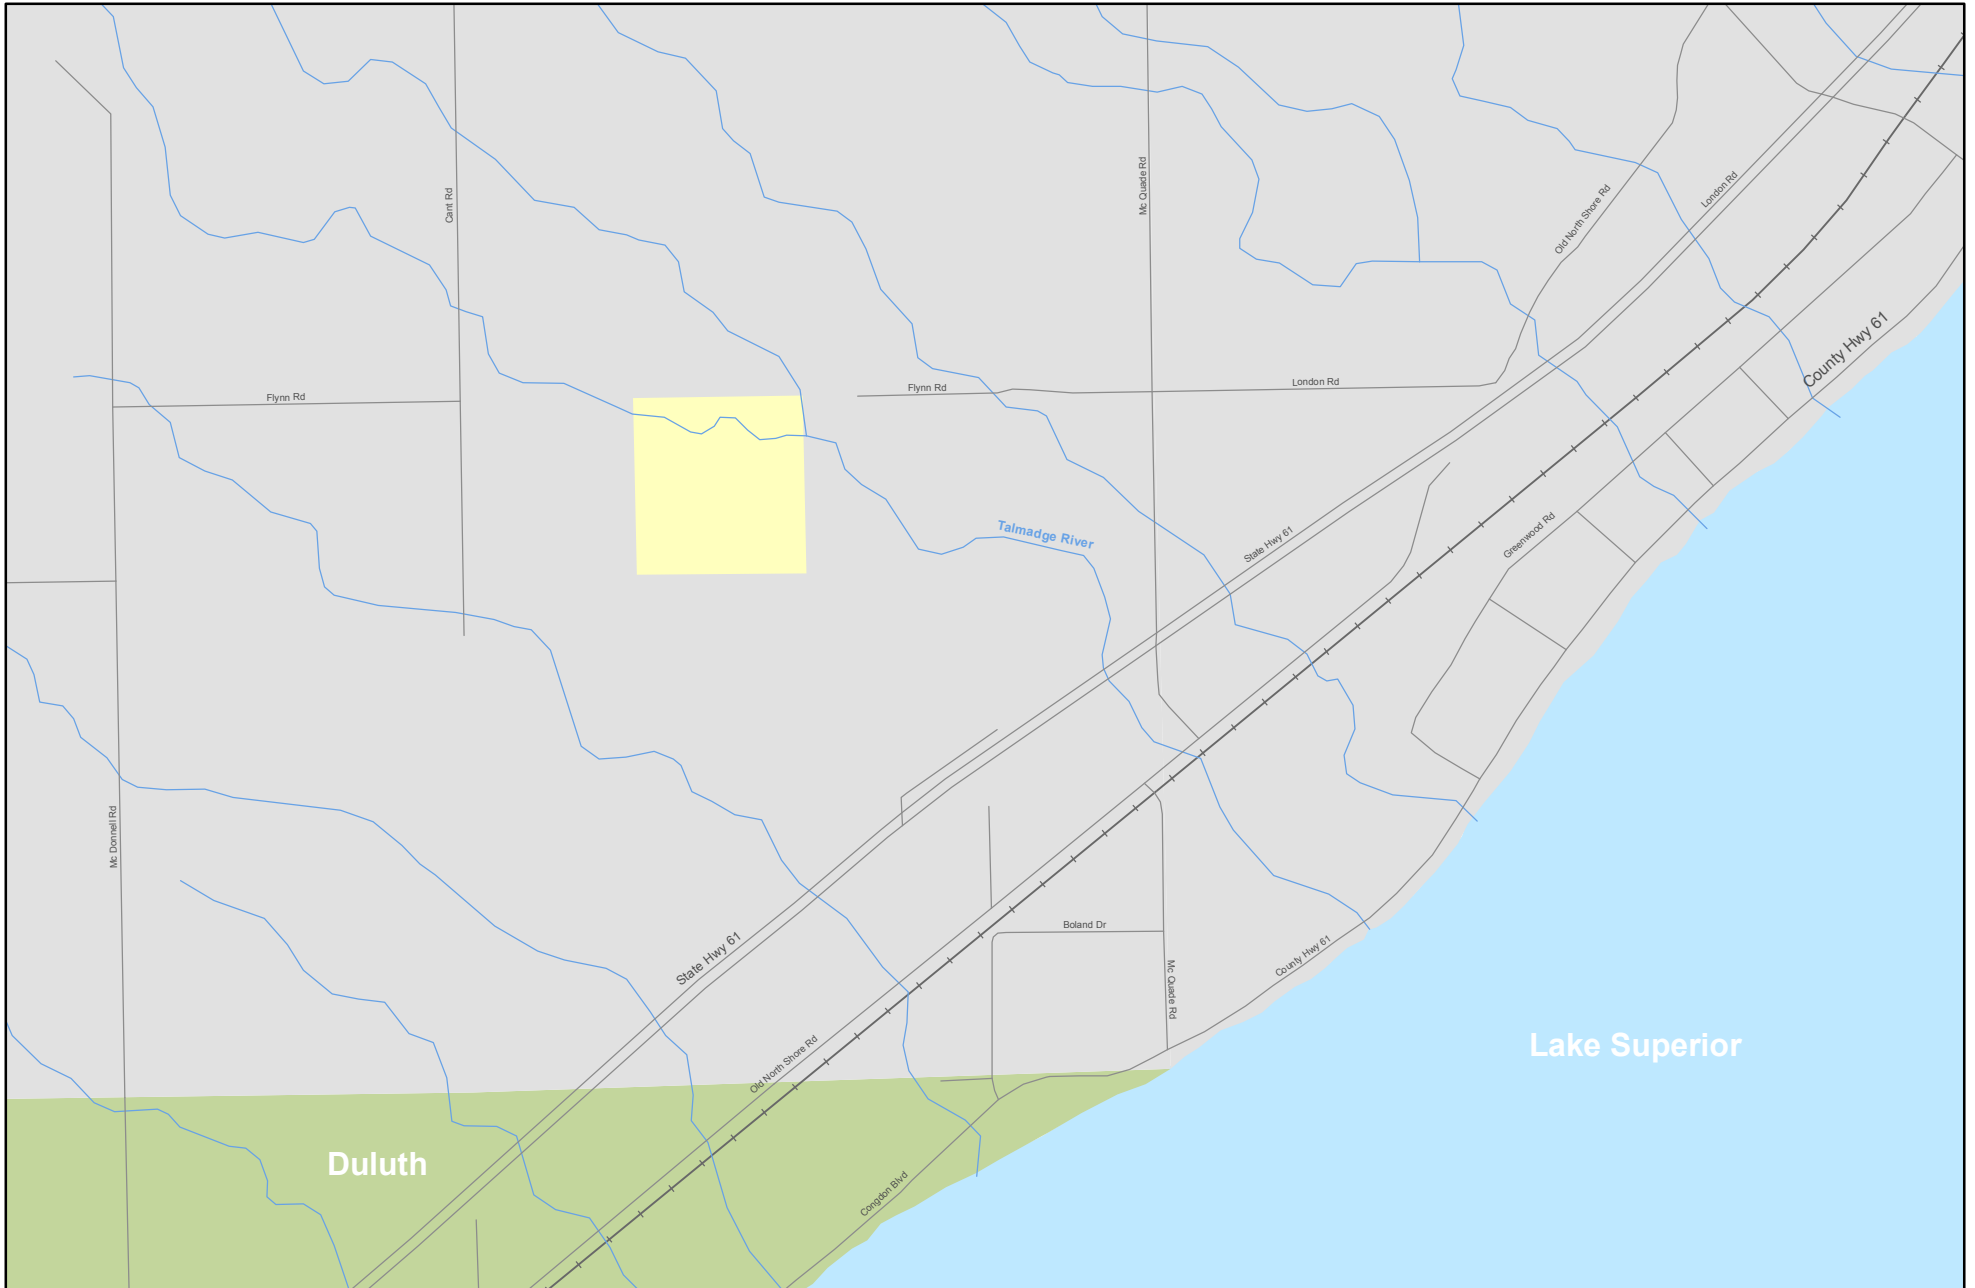 Mc Quade Rd
Cant Rd
London Rd
Old North Shore Rd
County Hwy 61
London Rd
Flynn Rd
Flynn Rd
Talmadge River
State Hwy 61
Greenwood Rd
Mc Donnell Rd
Boland Dr
State Hwy 61
County Hwy 61
Mc Quade Rd
Lake Superior
Old North Shore Rd
Duluth
Congdon Blvd